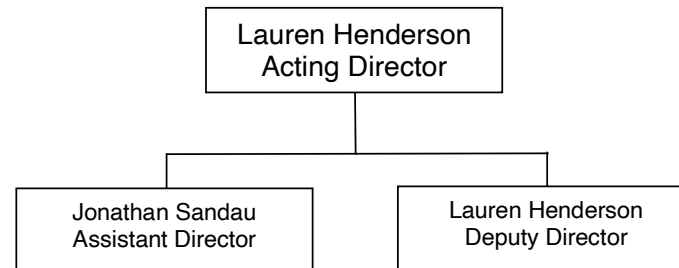 Lauren Henderson
Acting Director
Jonathan Sandau
Assistant Director
Lauren Henderson
Deputy Director